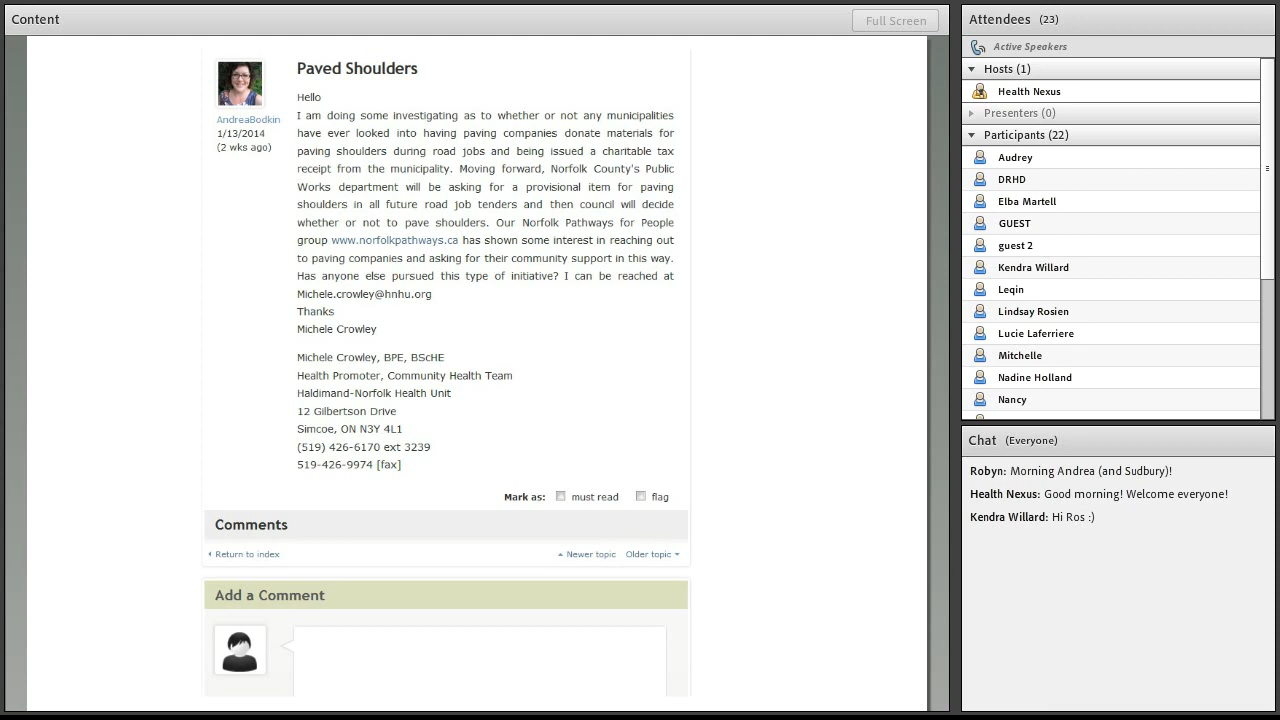 Content
Full Screen
Paved Shoulders
AndreaBodkin
1/13/2014
(2 wks ago)
Hello
I am doing some investigating as to whether or not any municipalities
have ever looked into having paving companies donate materials for
paving shoulders during road jobs and being issued a charitable tax
receipt from the municipality. Moving forward, Norfolk County's Public
Works department will be asking for a provisional item for paving
shoulders in all future road job tenders and then council will decide
whether or not to pave shoulders. Our Norfolk Pathways for People
group www.norfolkpathways.ca has shown some interest in reaching out
to paving companies and asking for their community support in this way.
Has anyone else pursued this type of initiative? I can be reached at
Michele.crowley@hnhu.org
Thanks
Michele Crowley
Michele Crowley, BPE, BScHE
Health Promoter, Community Health Team
Haldimand-Norfolk Health Unit
12 Gilbertson Drive
Simcoe, ON N3Y 4L1
(519) 426-6170 ext 3239
519-426-9974 [fax]
Mark as: must read flag
Comments
Return to index Newer topic Older topic
Add a Comment
Attendees (23)
Active Speakers
Hosts (1)
Health Nexus
Presenters (0)
Participants (22)
Audrey
DRHD
Elba Martell
GUEST
guest 2
Kendra Willard
Leqin
Lindsay Rosien
Lucie Laferriere
Mitchelle
Nadine Holland
Nancy
Chat (Everyone)
Robyn: Morning Andrea (and Sudbury)!
Health Nexus: Good morning! Welcome everyone!
Kendra Willard: Hi Ros :)